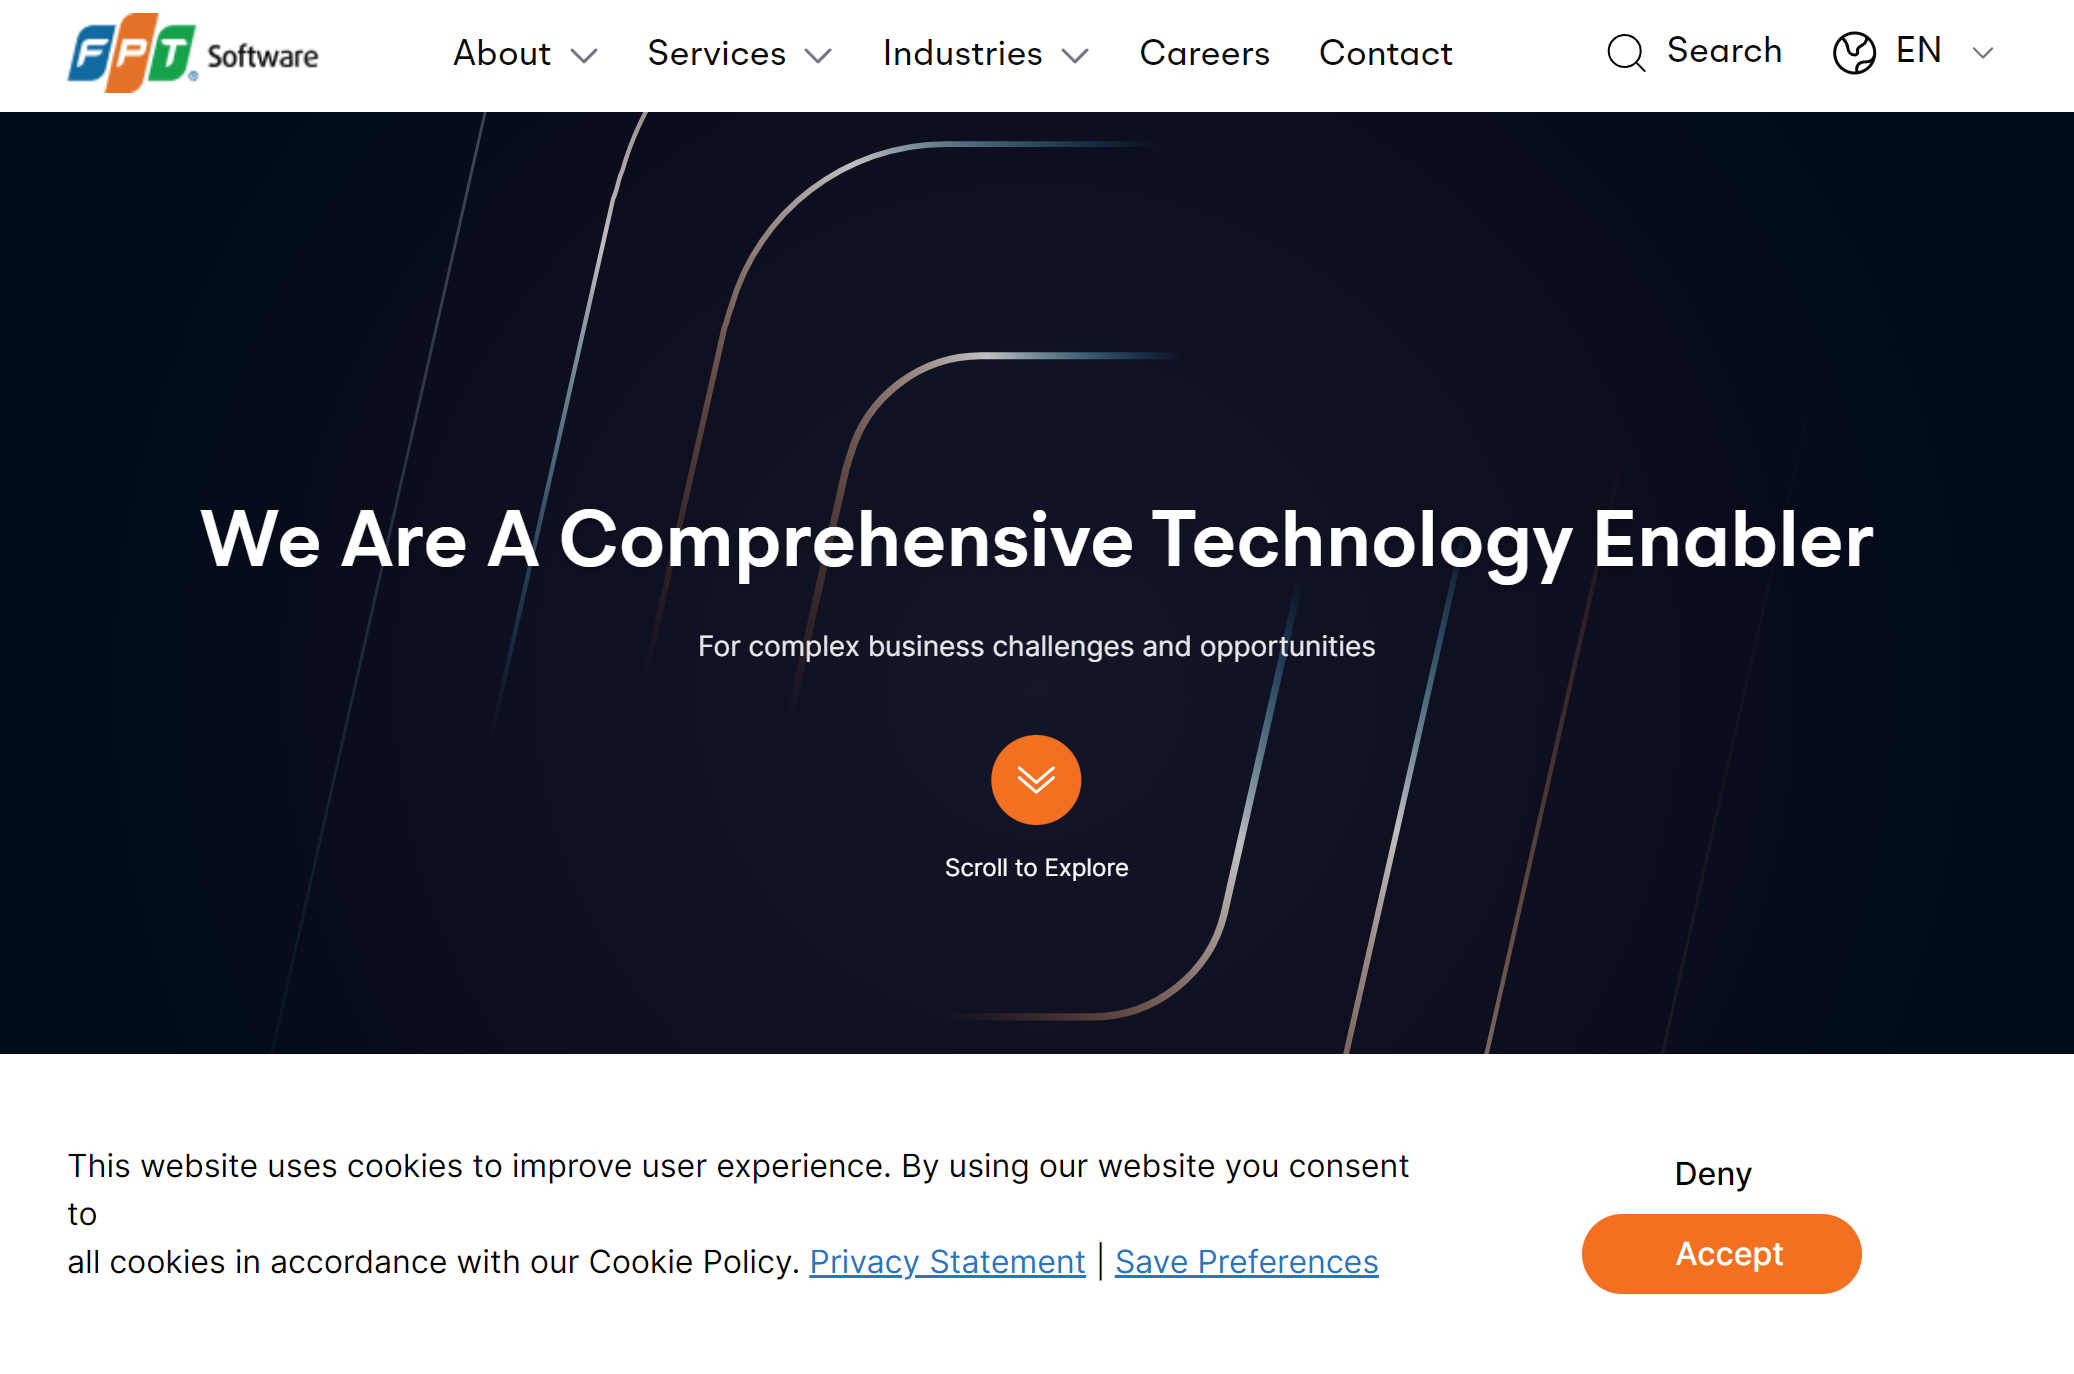 FPT Software
About Services Industries Careers Contact Search EN
We Are A Comprehensive Technology Enabler
For complex business challenges and opportunities
Scroll to Explore
This website uses cookies to improve user experience. By using our website you consent
to
all cookies in accordance with our Cookie Policy. Privacy Statement | Save Preferences
Deny
Accept